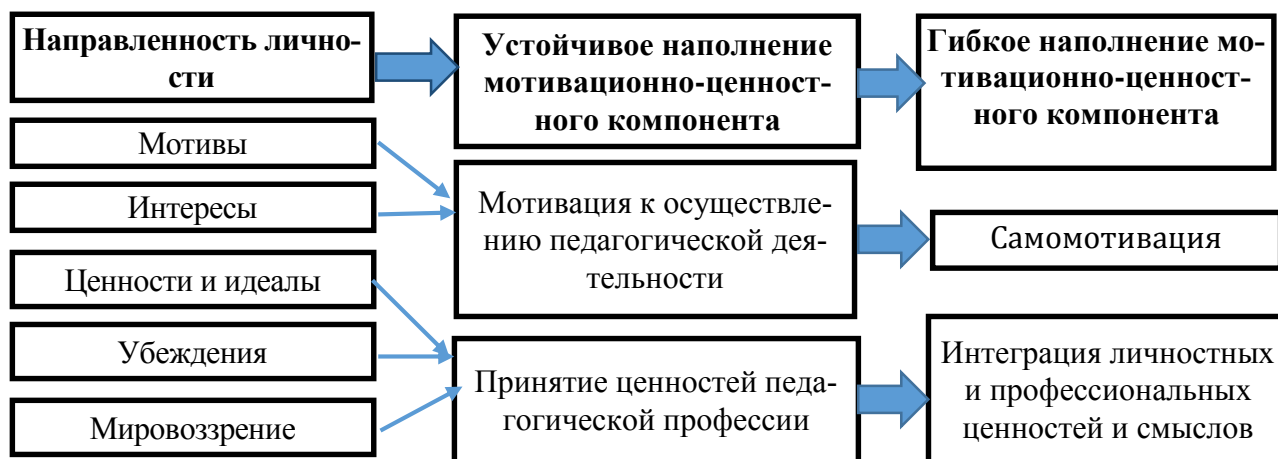 Направленность лично-
сти
Устойчивое наполнение
мотивационно-ценност-
ного компонента
Гибкое наполнение мо-
тивационно-ценност-
ного компонента
Мотивы
Интересы
Ценности и идеалы
Убеждения
Мировоззрение
Мотивация к осуществле-
нию педагогической дея-
тельности
Принятие ценностей педа-
гогической профессии
Самомотивация
Интеграция личностных
и профессиональных
ценностей и смыслов